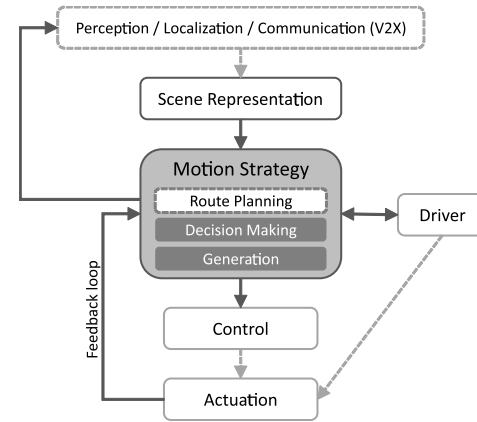 Perception / Localization / Communication (V2X)
Scene Representation
Motion Strategy
Route Planning
Decision Making
Generation
Driver
Feedback loop
Control
Actuation